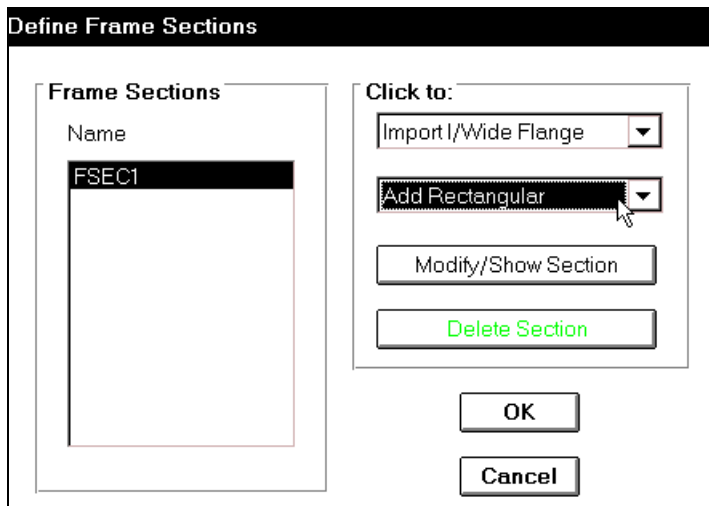 Define Frame Sections
Frame Sections
Name
FSEC1
Click to:
Import I/Wide Flange
Add Rectangular
Modify/Show Section
Delete Section
OK
Cancel